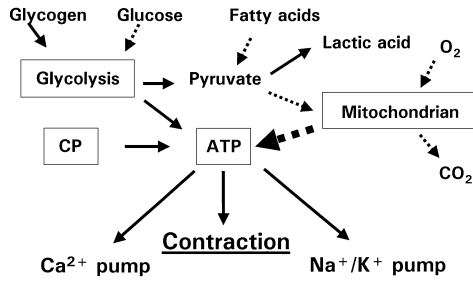 Glycogen
Glucose
Fatty acids
Lactic acid
O₂
Glycolysis
Pyruvate
Mitochondrian
CP
ATP
CO₂
Contraction
Ca²⁺ pump
Na⁺/K⁺ pump